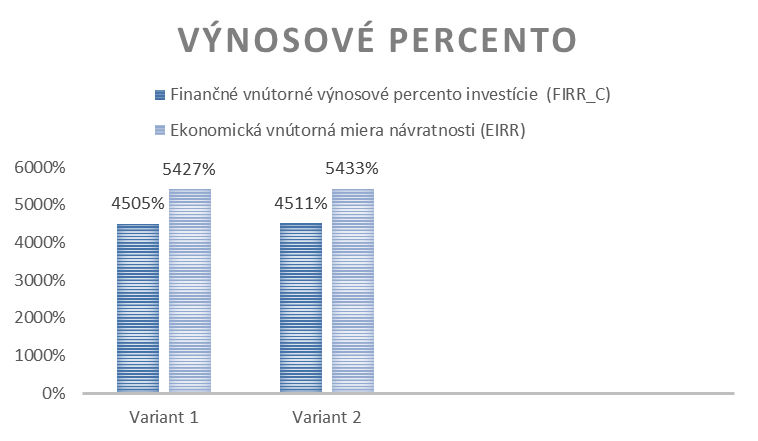 VÝNOSOVÉ PERCENTO
Finančné vnútorné výnosové percento investície (FIRR_C)
Ekonomická vnútorná miera návratnosti (EIRR)
6000%
5000%
4000%
3000%
2000%
1000%
0%
4505%
5427%
4511%
5433%
Variant 1
Variant 2